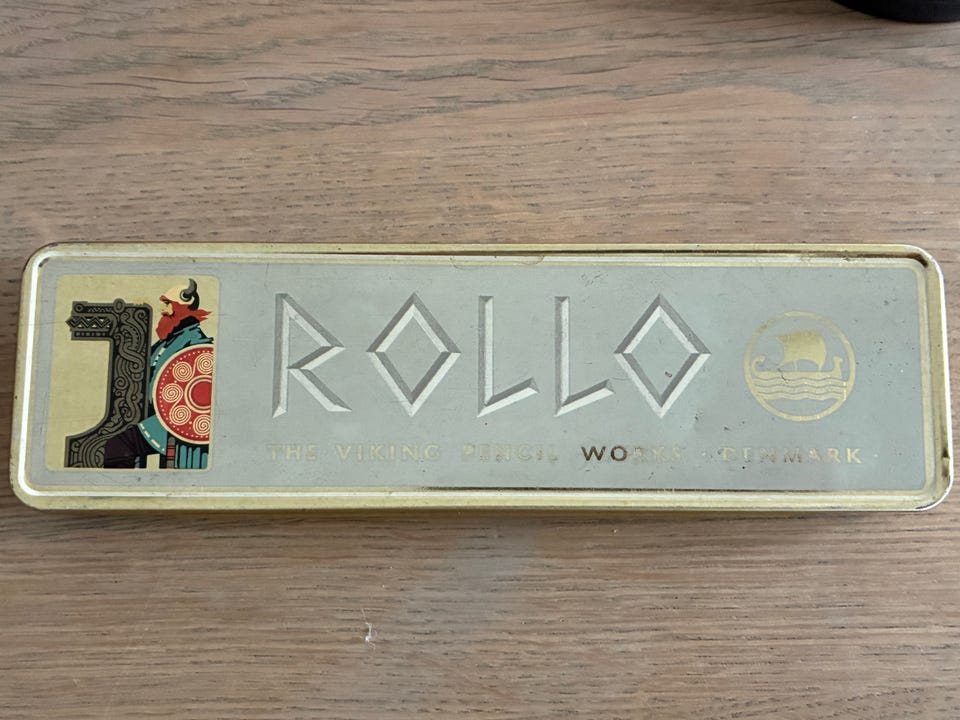 ROLLO
THE VIKING PENCIL WORKS · DENMARK ·